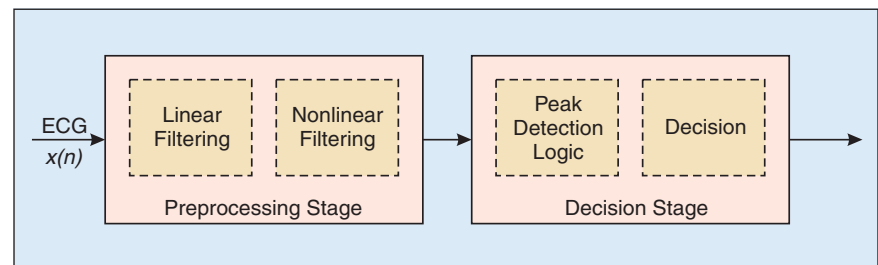 ECG
x(n)
Linear
Filtering
Nonlinear
Filtering
Preprocessing Stage
Peak
Detection
Logic
Decision
Decision Stage